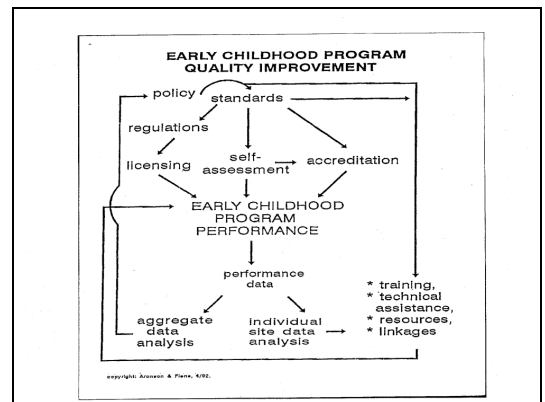 EARLY CHILDHOOD PROGRAM
QUALITY IMPROVEMENT
policy
standards
regulations
licensing
self-
assessment
accreditation
EARLY CHILDHOOD
PROGRAM
PERFORMANCE
performance
data
* training,
* technical
assistance,
* resources,
* linkages
aggregate
data
analysis
individual
site data
analysis
copyright: Aronson & Fiene, 4/92.